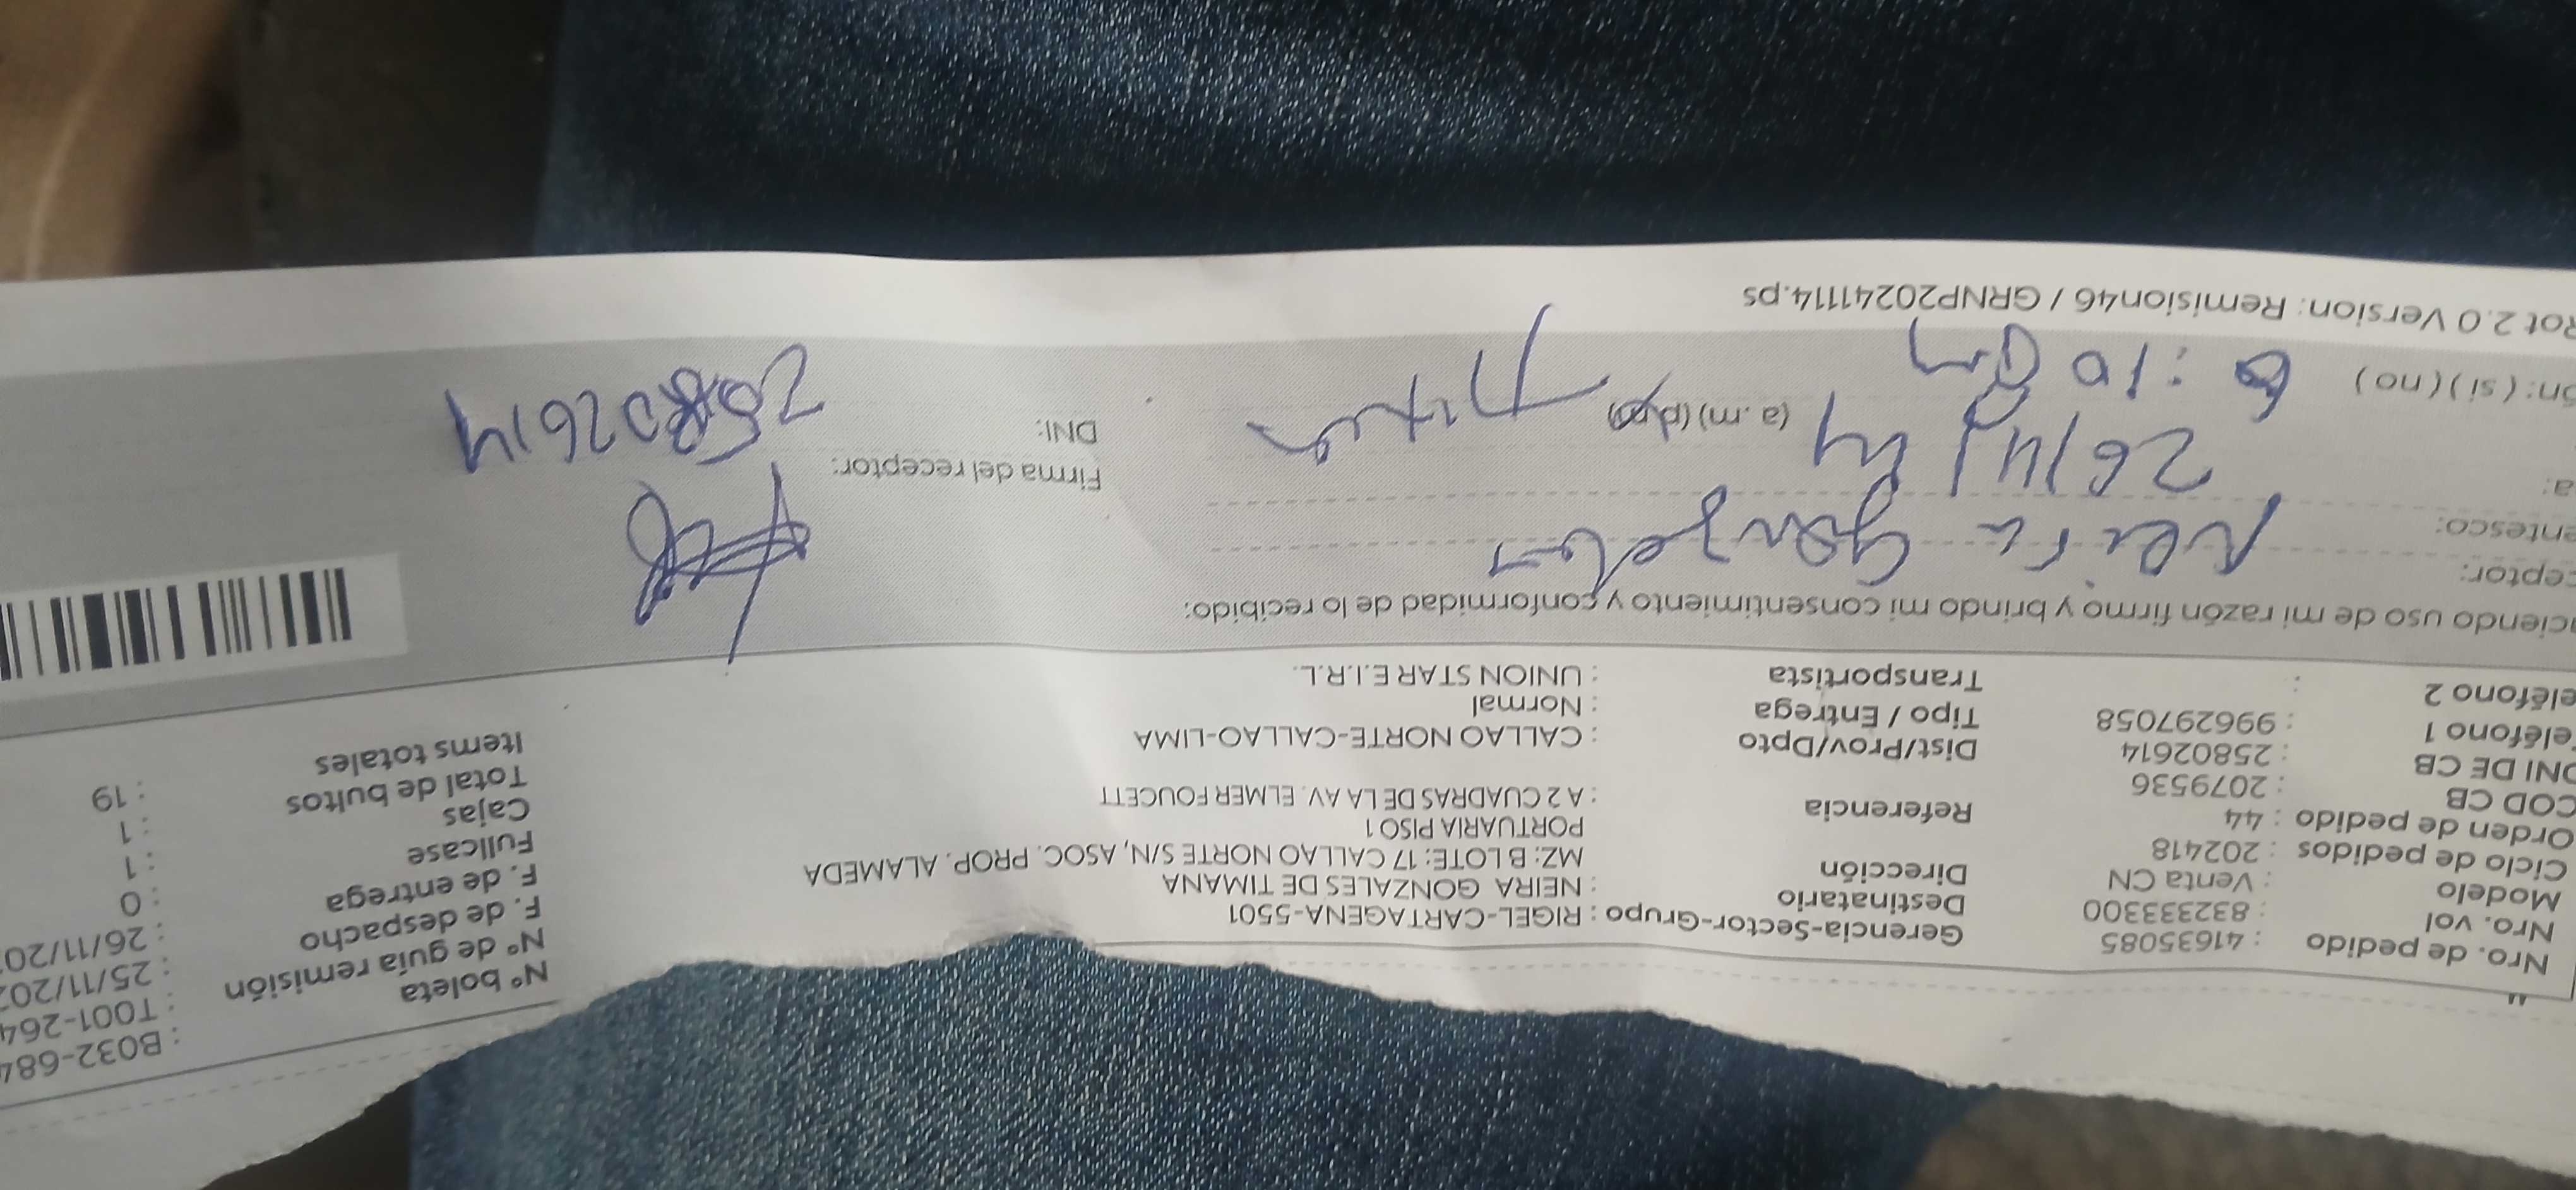 Nro. de pedido : 41635085
Nro. vol : 832333300
Modelo : Venta CN
Ciclo de pedidos : 202418
Orden de pedido : 44
COD CB : 2079536
DNI DE CB : 25802614
Teléfono 1 : 996297058
eléfono 2 :
Gerencia-Sector-Grupo : RIGEL-CARTAGENA-5501
Destinatario : NEIRA GONZALES DE TIMANA
Dirección MZ: B LOTE: 17 CALLAO NORTE S/N, ASOC. PROP. ALAMEDA
PORTUARIA PISO 1
Referencia : A 2 CUADRAS DE LA AV. ELMER FOUCETT
Dist/Prov/Dpto : CALLAO NORTE-CALLAO-LIMA
Tipo / Entrega : Normal
Transportista : UNION STAR E.I.R.L.
N° boleta : B032-684
N° de guía remisión : T001-264
F. de despacho : 25/11/202
F. de entrega : 26/11/202
Fullcase : 0
Cajas : 1
Total de bultos : 1
Items totales : 19
ciendo uso de mi razón firmo y brindo mi consentimiento y conformidad de lo recibido:
ceptor: Neira Gonzales
entesco:
a: 26/11/24 (a.m) (p.m) Titular
ón: (si) (no) 6:10 pm
Firma del receptor:
DNI: 25802614
Rot 2.0 Version: Remision46 / GRNP20241114.ps